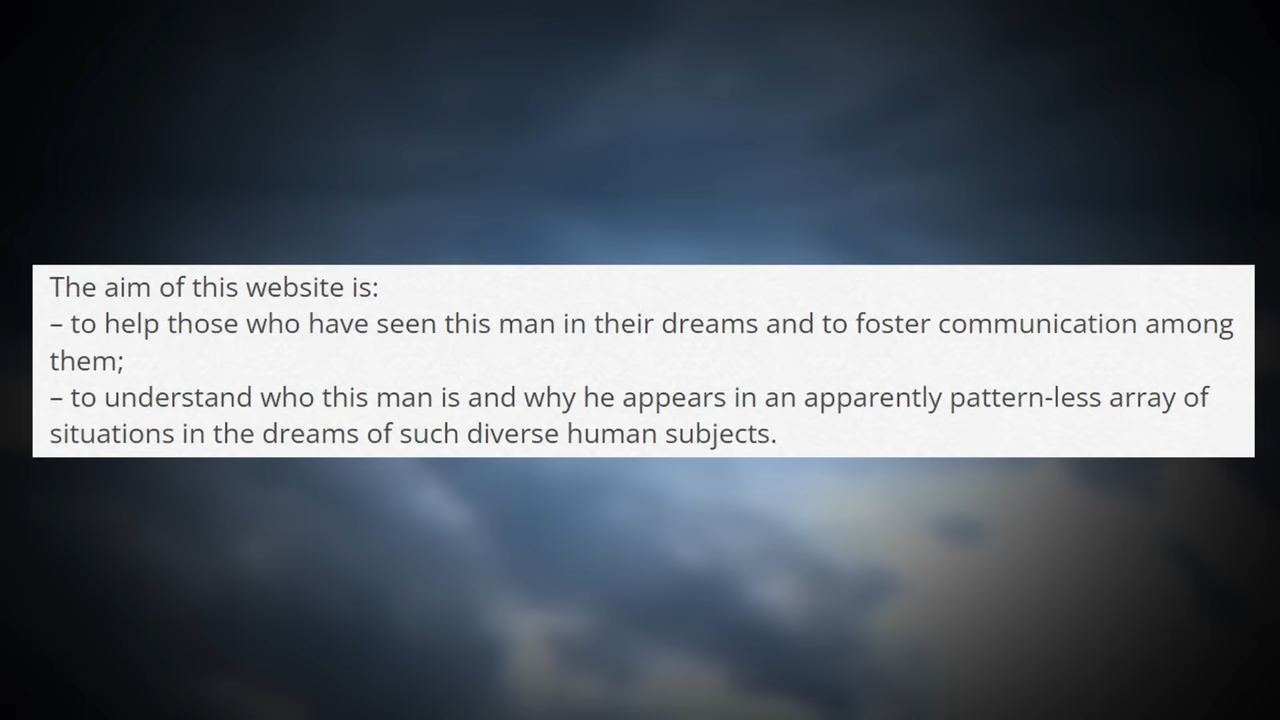 The aim of this website is:
– to help those who have seen this man in their dreams and to foster communication among
them;
– to understand who this man is and why he appears in an apparently pattern-less array of
situations in the dreams of such diverse human subjects.